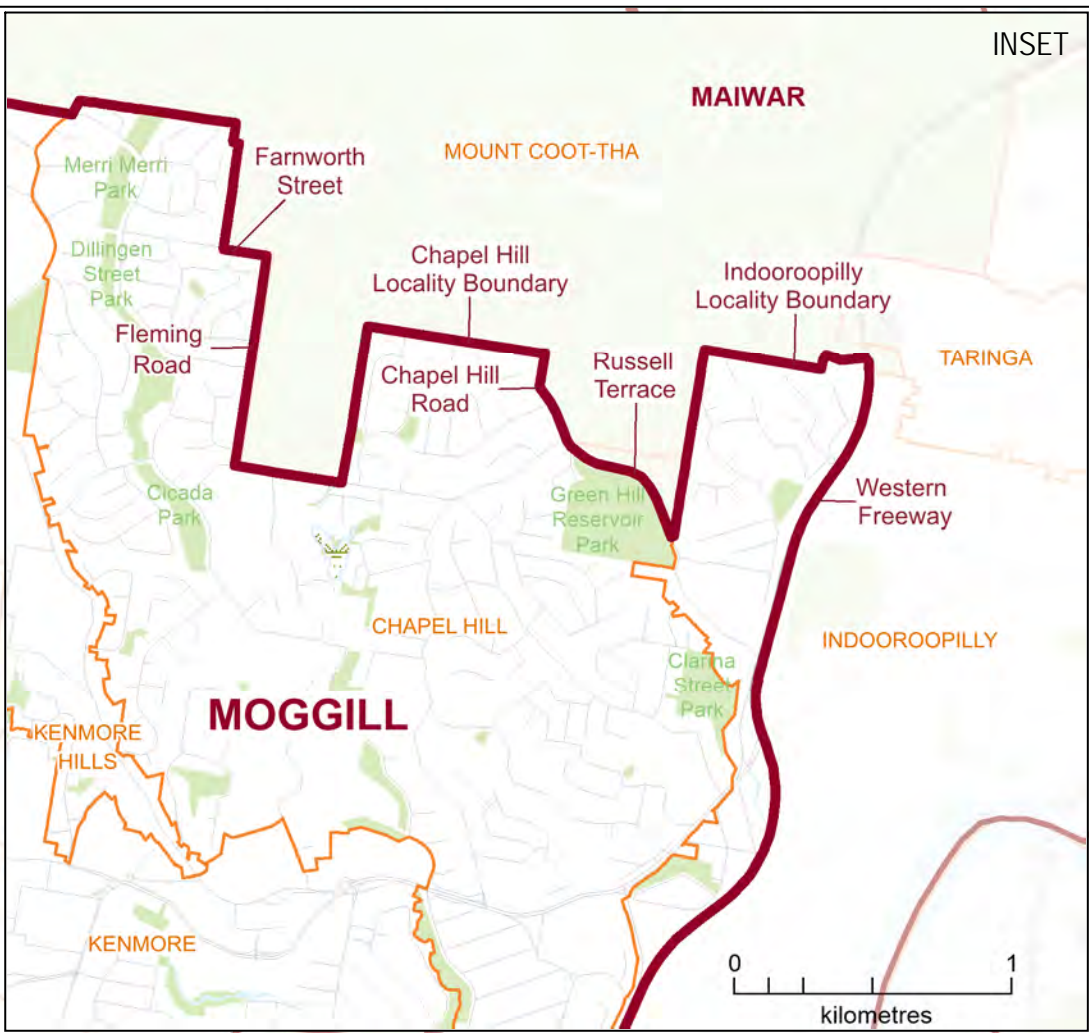 INSET
MAIWAR
MOUNT COOT-THA
Farnworth
Street
Merri Merri
Park
Dillingen
Street
Park
Chapel Hill
Locality Boundary
Indooroopilly
Locality Boundary
Fleming
Road
Chapel Hill
Road
Russell
Terrace
TARINGA
Cicada
Park
Green Hill
Reservoir
Park
Western
Freeway
CHAPEL HILL
INDOOROOPILLY
Clarina
Street
Park
MOGGILL
KENMORE
HILLS
KENMORE
0
1
kilometres